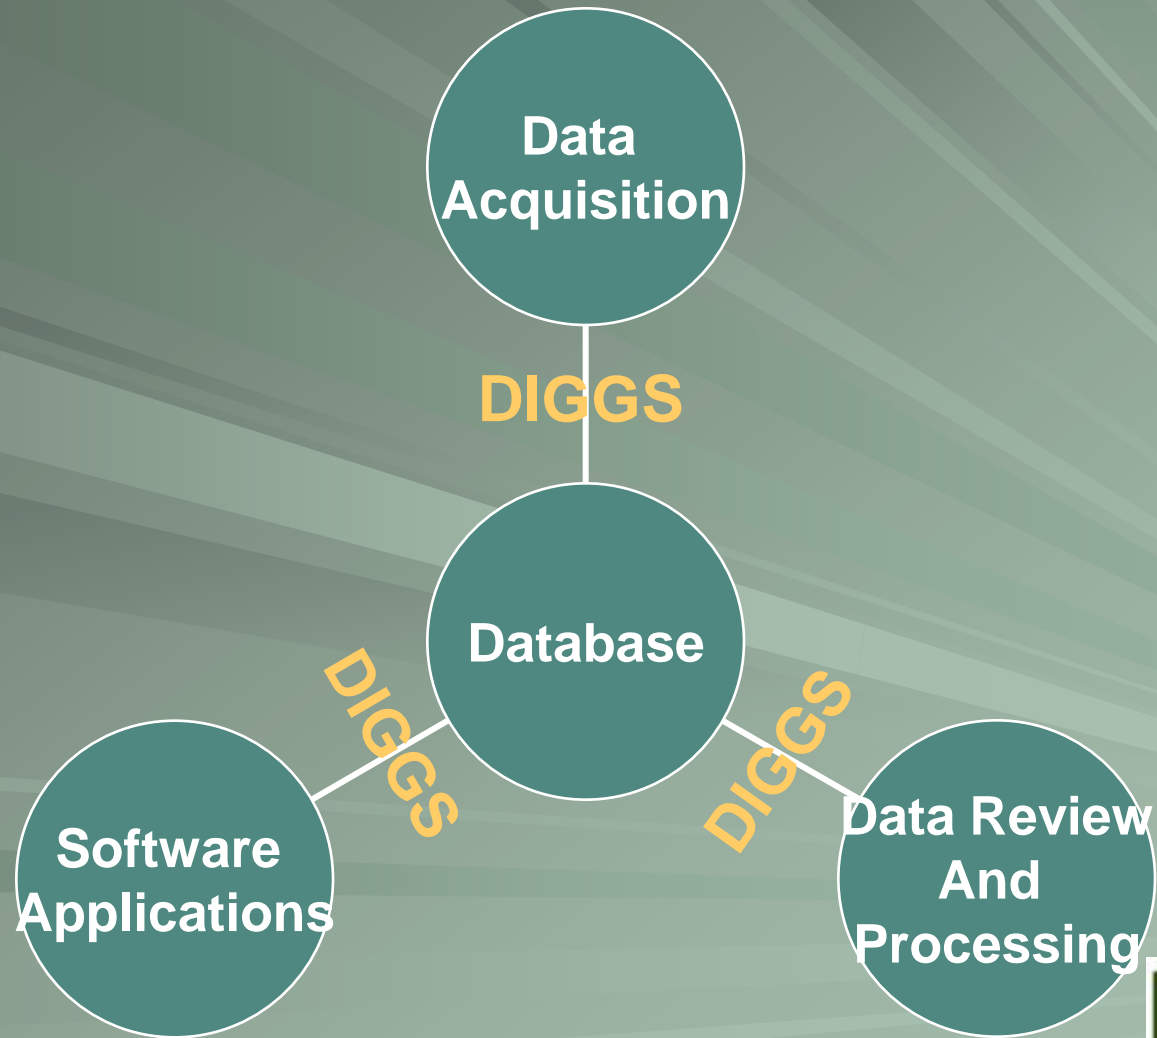 Data
Acquisition
DIGGS
Database
DIGGS
DIGGS
Software
Applications
Data Review
And
Processing